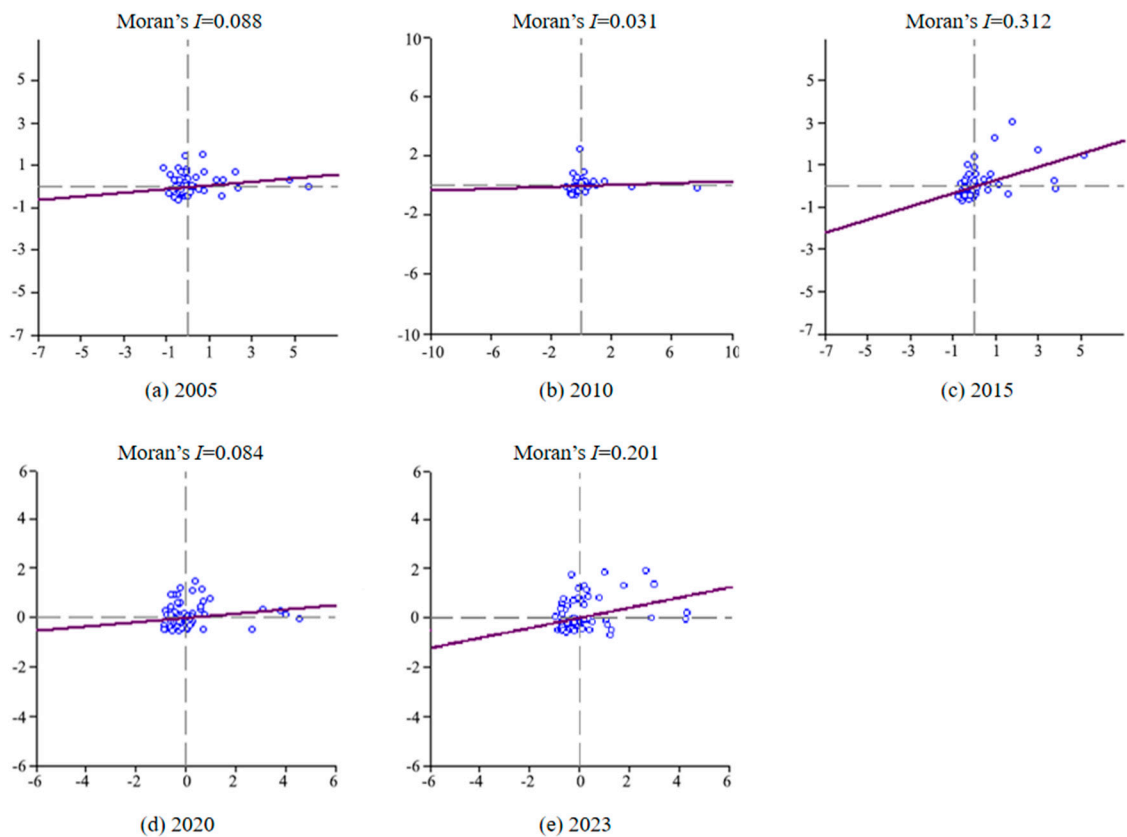 Moran's I=0.088
5
3
1
-1
-3
-5
-7
-7 -5 -3 -1 1 3 5
(a) 2005
Moran's I=0.031
10
6
2
-2
-6
-10
-10 -6 -2 2 6 10
(b) 2010
Moran's I=0.312
5
3
1
-1
-3
-5
-7
-7 -5 -3 -1 1 3 5
(c) 2015
Moran's I=0.084
6
4
2
0
-2
-4
-6
-6 -4 -2 0 2 4 6
(d) 2020
Moran's I=0.201
6
4
2
0
-2
-4
-6
-6 -4 -2 0 2 4 6
(e) 2023